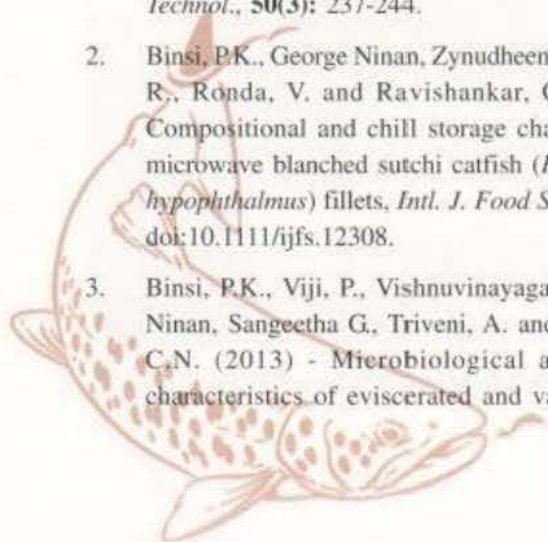 Technol., 50(3): 237-244.
2. Binsi, P.K., George Ninan, Zynudheen
R., Ronda, V. and Ravishankar, C
Compositional and chill storage cha
microwave blanched sutchi catfish (P
hypophthalmus) fillets, Intl. J. Food S
doi:10.1111/ijfs.12308.
3. Binsi, P.K., Viji, P., Vishnuvinayaga
Ninan, Sangeetha G., Triveni, A. and
C.N. (2013) - Microbiological a
characteristics of eviscerated and va